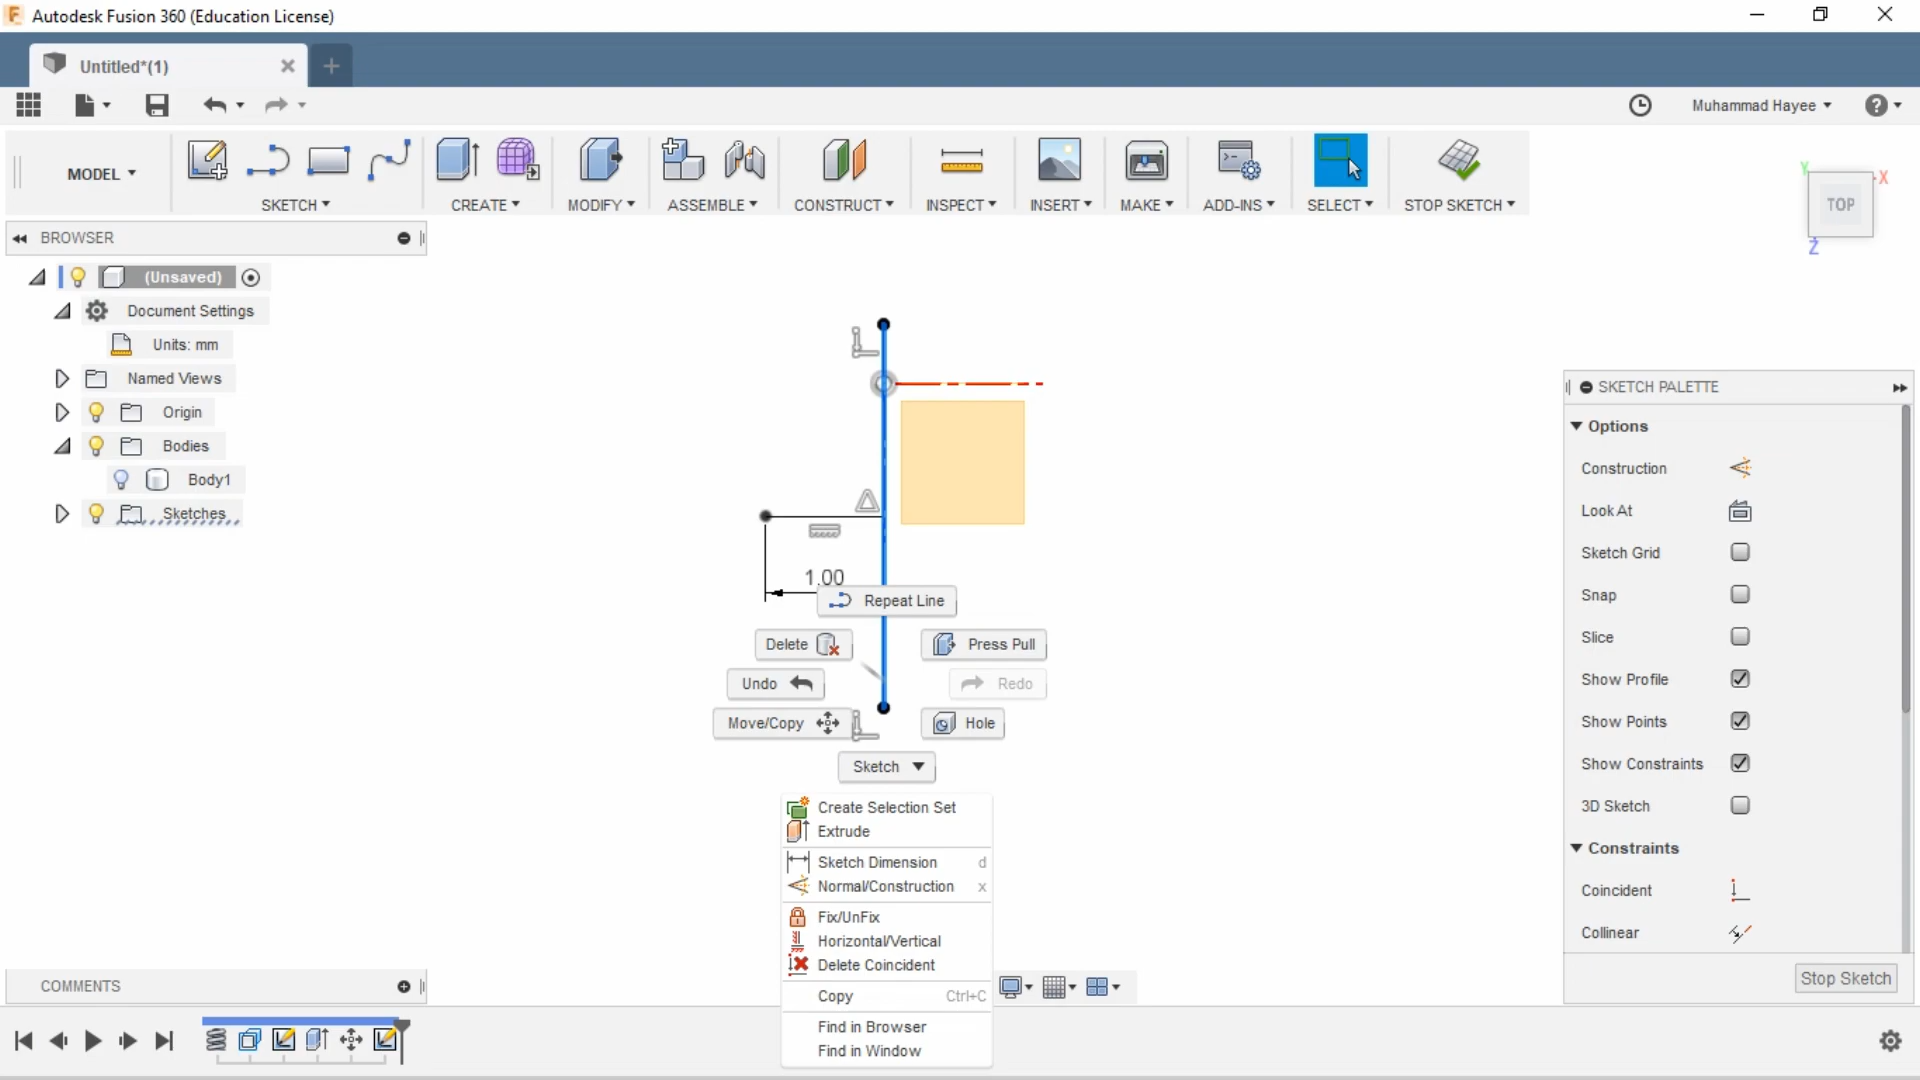 Autodesk Fusion 360 (Education License)
Untitled*(1)
Muhammad Hayee
MODEL
SKETCH
CREATE
MODIFY
ASSEMBLE
CONSTRUCT
INSPECT
INSERT
MAKE
ADD-INS
SELECT
STOP SKETCH
Y
X
TOP
Z
BROWSER
(Unsaved)
Document Settings
Units: mm
Named Views
Origin
Bodies
Body1
Sketches
1.00
Repeat Line
Delete
Press Pull
Undo
Redo
Move/Copy
Hole
Sketch
Create Selection Set
Extrude
Sketch Dimension d
Normal/Construction x
Fix/UnFix
Horizontal/Vertical
Delete Coincident
Copy Ctrl+C
Find in Browser
Find in Window
SKETCH PALETTE
Options
Construction
Look At
Sketch Grid
Snap
Slice
Show Profile
Show Points
Show Constraints
3D Sketch
Constraints
Coincident
Collinear
Stop Sketch
COMMENTS